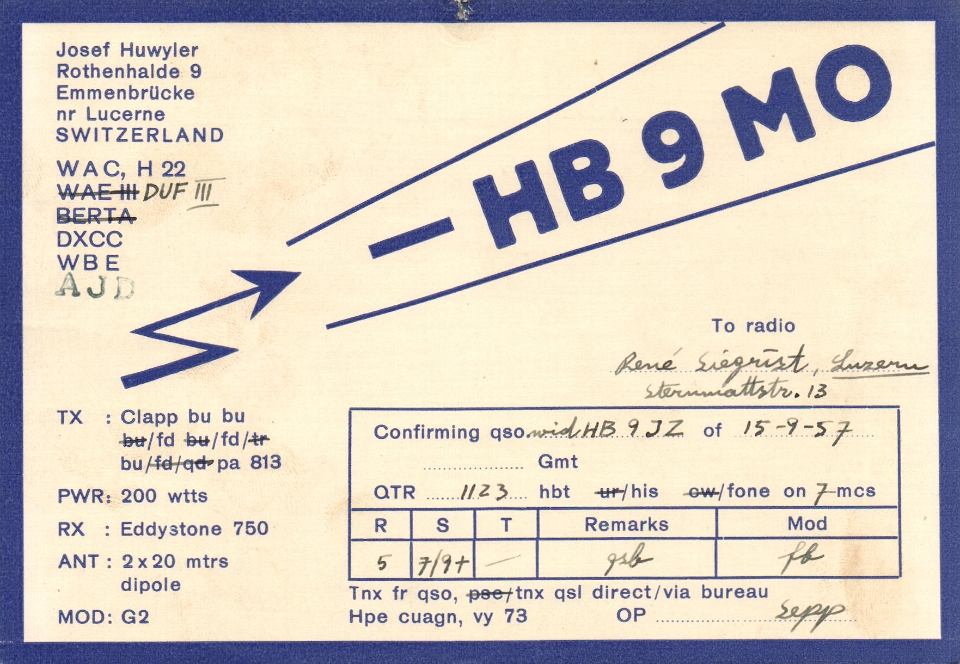 Josef Huwyler
Rothenhalde 9
Emmenbrücke
nr Lucerne
SWITZERLAND
WAC, H 22
WAE III DUF III
BERTA
DXCC
WBE
AJD
HB 9 MO
To radio
René Siegrist, Luzern
Sternmattstr. 13
TX : Clapp bu bu
bu/fd bu/fd/tr
bu/fd/qd pa 813
PWR: 200 wtts
RX : Eddystone 750
ANT : 2 x 20 mtrs
dipole
MOD: G2
Confirming qso wid HB 9 JZ of 15-9-57
Gmt
QTR 1123 hbt ur/his cw/fone on 7 mcs
R S T Remarks Mod
5 7/9+ — qsb fb
Tnx fr qso, pse/tnx qsl direct/via bureau
Hpe cuagn, vy 73 OP Sepp